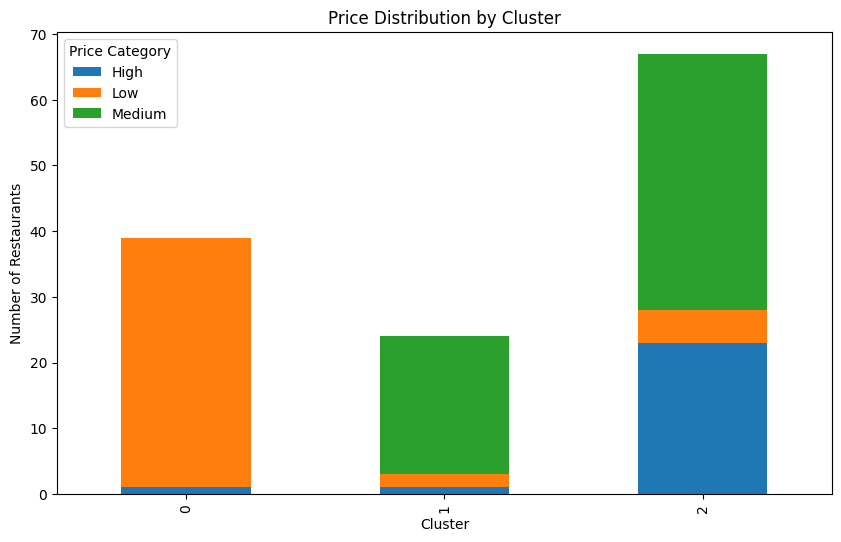 Price Distribution by Cluster
Price Category
High
Low
Medium
Number of Restaurants
70
60
50
40
30
20
10
0
0
1
2
Cluster